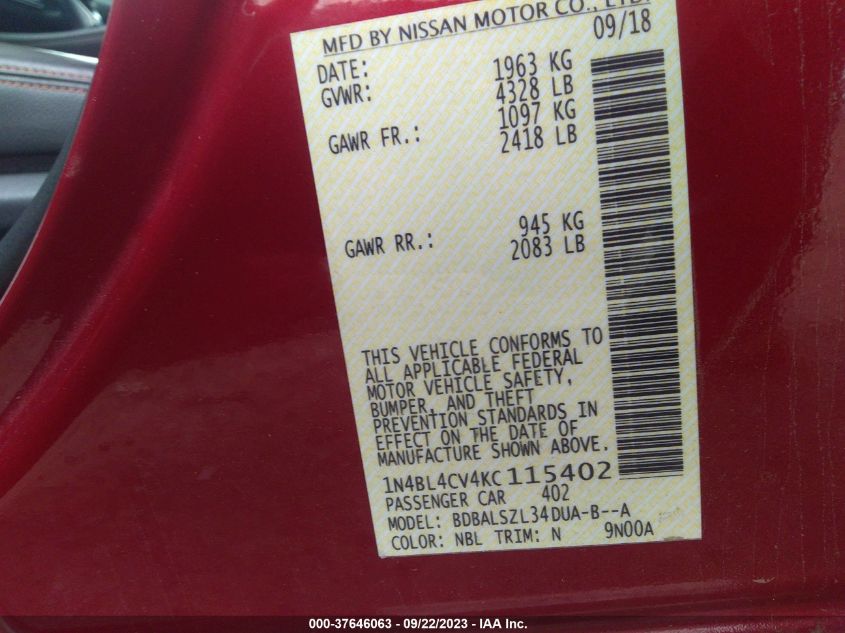 MFD BY NISSAN MOTOR CO., LTD.
DATE: 09/18
GVWR: 1963 KG
4328 LB
GAWR FR.: 1097 KG
2418 LB
GAWR RR.: 945 KG
2083 LB
THIS VEHICLE CONFORMS TO
ALL APPLICABLE FEDERAL
MOTOR VEHICLE SAFETY,
BUMPER, AND THEFT
PREVENTION STANDARDS IN
EFFECT ON THE DATE OF
MANUFACTURE SHOWN ABOVE.
1N4BL4CV4KC115402
PASSENGER CAR 402
MODEL: BDBALSZL34DUA-B--A
COLOR: NBL TRIM: N 9N00A
000-37646063 - 09/22/2023 - IAA Inc.